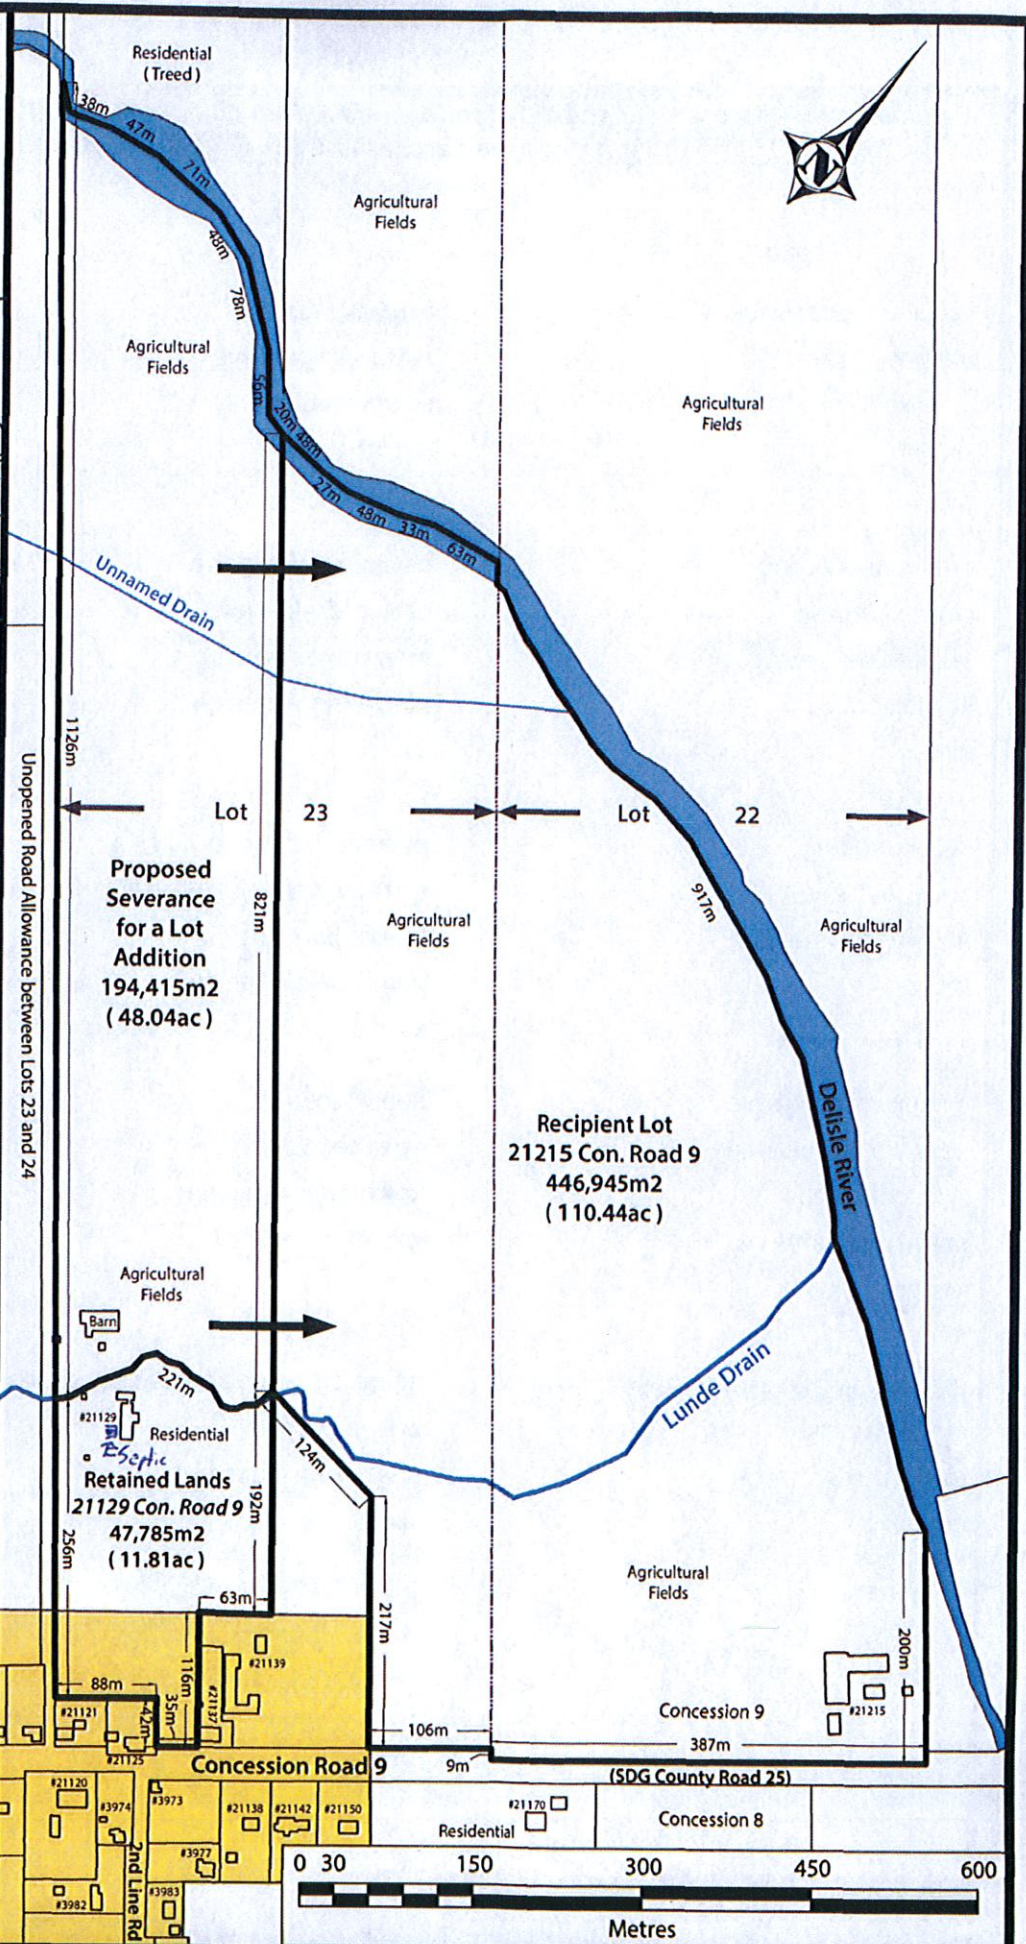 Residential
(Treed)
38m
47m
71m
48m
78m
56m
20m
48m
27m
48m
33m
63m
N
Agricultural
Fields
Agricultural
Fields
Agricultural
Fields
Unnamed Drain
1126m
Unopened Road Allowance between Lots 23 and 24
Lot 23
Lot 22
Proposed
Severance
for a Lot
Addition
194,415m2
( 48.04ac )
821m
Agricultural
Fields
917m
Agricultural
Fields
Delisle River
Recipient Lot
21215 Con. Road 9
446,945m2
( 110.44ac )
Agricultural
Fields
Barn
221m
#21129
Residential
Septic
Retained Lands
21129 Con. Road 9
47,785m2
( 11.81ac )
Lunde Drain
124m
192m
256m
63m
217m
Agricultural
Fields
200m
#21139
116m
#21137
88m
35m
42m
#21121
#21125
106m
9m
Concession 9
#21215
387m
Concession Road 9
(SDG County Road 25)
#21120
#3974
#3973
#21138
#21142
#21150
#21170
Residential
Concession 8
#3977
2nd Line Rd
#3982
#3983
0 30 150 300 450 600
Metres